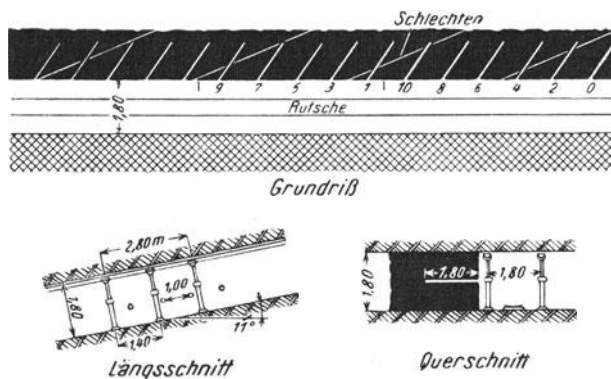 Schlechten
9 7 5 3 1 10 8 6 4 2 0
1,80
Rutsche
Grundriß
2,80m
1,00
1,80
1,40
11°
Längsschnitt
1,80
1,80
1,80
Querschnitt